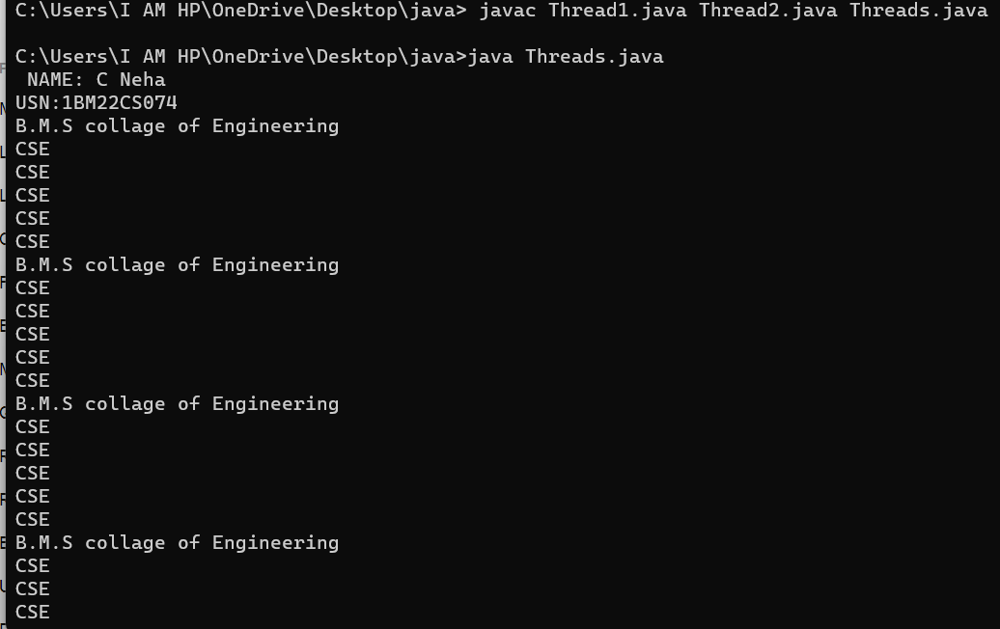 C:\Users\I AM HP\OneDrive\Desktop\java> javac Thread1.java Thread2.java Threads.java
C:\Users\I AM HP\OneDrive\Desktop\java>java Threads.java
NAME: C Neha
USN:1BM22CS074
B.M.S collage of Engineering
CSE
CSE
CSE
CSE
CSE
B.M.S collage of Engineering
CSE
CSE
CSE
CSE
CSE
B.M.S collage of Engineering
CSE
CSE
CSE
CSE
CSE
B.M.S collage of Engineering
CSE
CSE
CSE